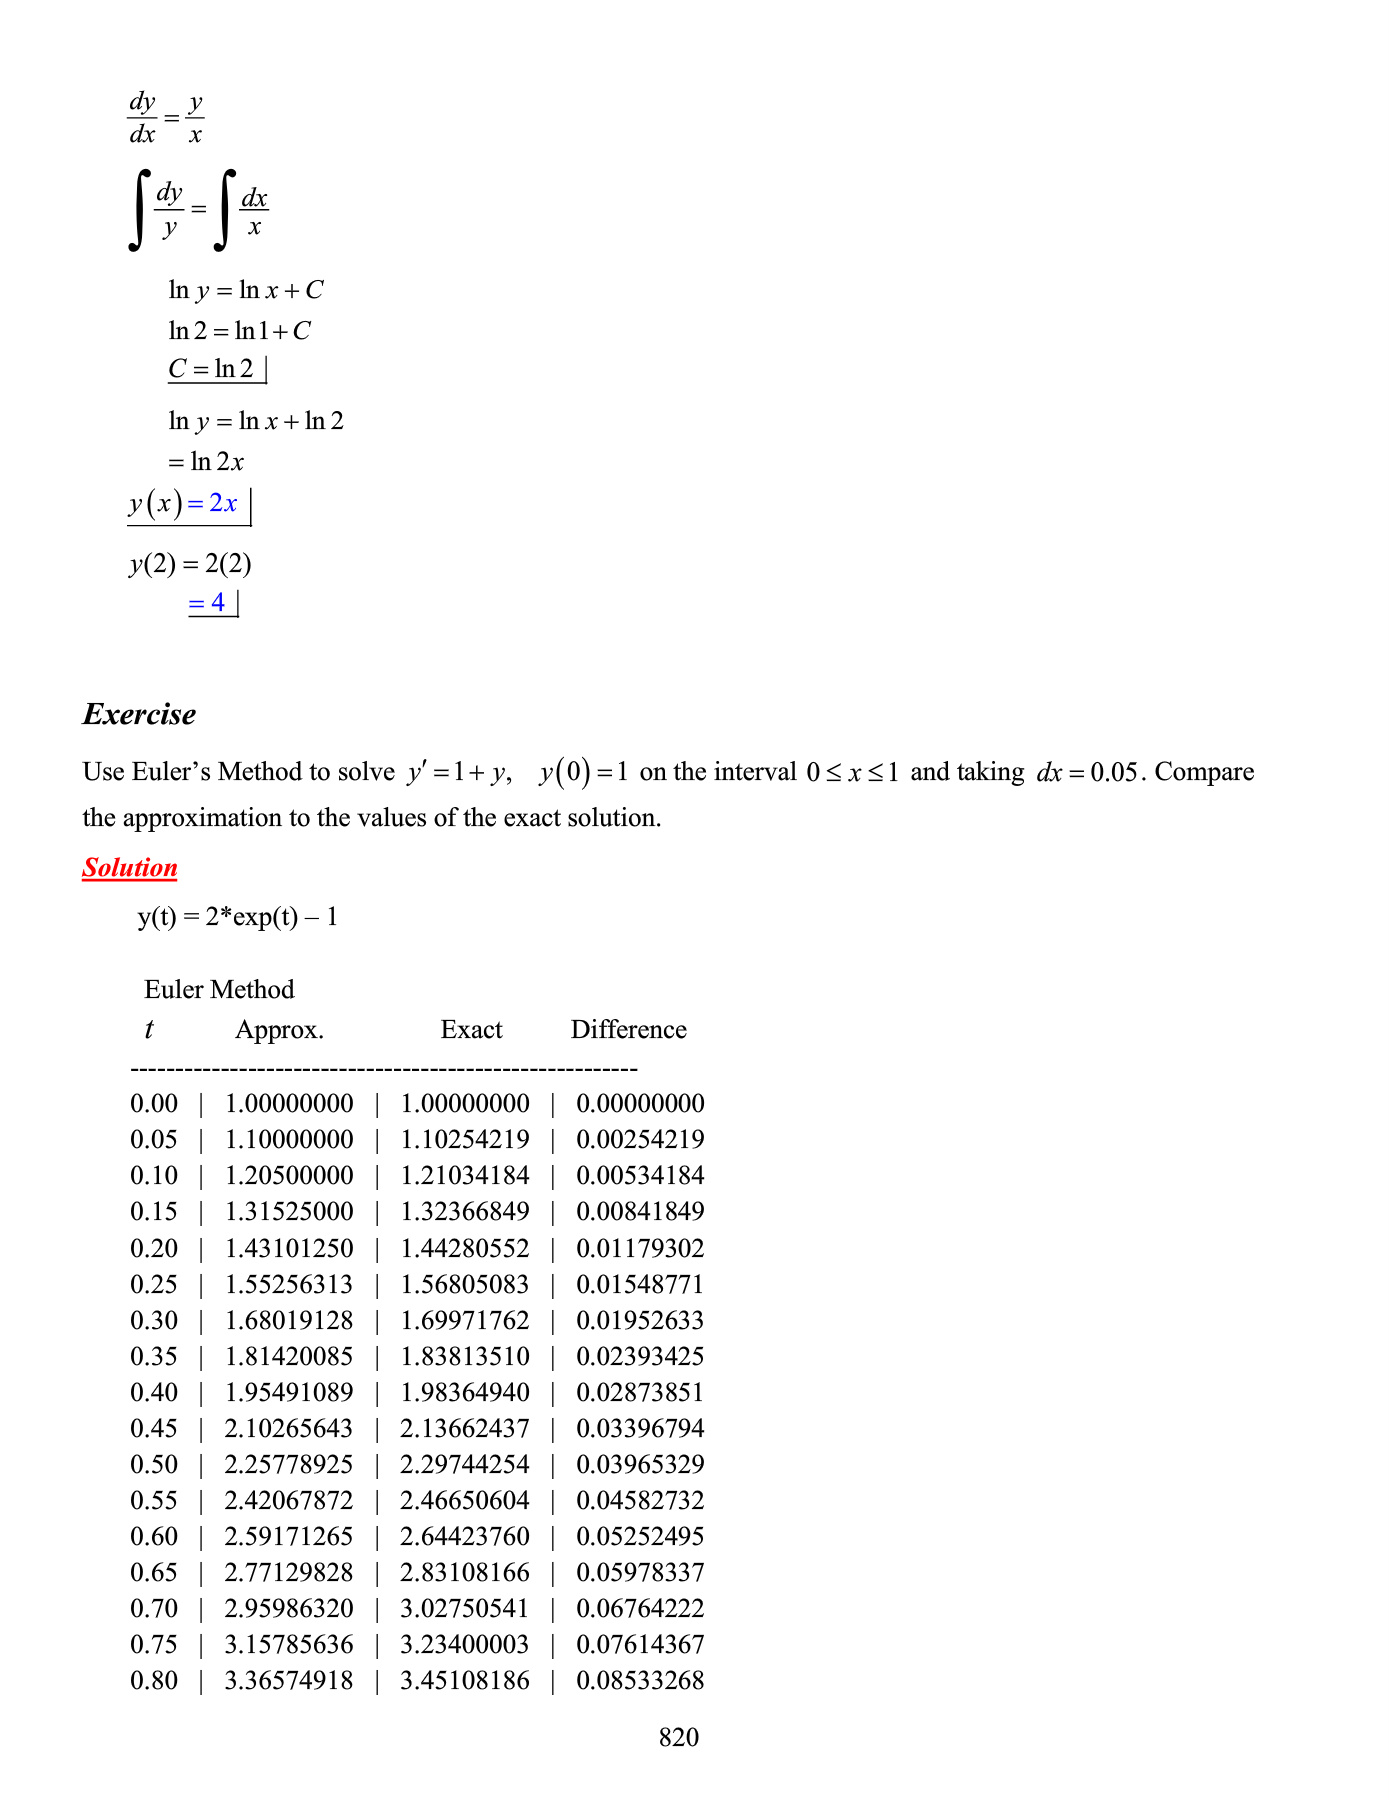 dy/dx = y/x
∫ dy/y = ∫ dx/x
ln y = ln x + C
ln 2 = ln 1 + C
C = ln 2 |
ln y = ln x + ln 2
= ln 2x
y(x) = 2x |
y(2) = 2(2)
= 4 |
Exercise
Use Euler’s Method to solve y′ = 1 + y, y(0) = 1 on the interval 0 ≤ x ≤ 1 and taking dx = 0.05. Compare
the approximation to the values of the exact solution.
Solution
y(t) = 2*exp(t) – 1
Euler Method
t Approx. Exact Difference
--------------------------------------------------------
0.00 | 1.00000000 | 1.00000000 | 0.00000000
0.05 | 1.10000000 | 1.10254219 | 0.00254219
0.10 | 1.20500000 | 1.21034184 | 0.00534184
0.15 | 1.31525000 | 1.32366849 | 0.00841849
0.20 | 1.43101250 | 1.44280552 | 0.01179302
0.25 | 1.55256313 | 1.56805083 | 0.01548771
0.30 | 1.68019128 | 1.69971762 | 0.01952633
0.35 | 1.81420085 | 1.83813510 | 0.02393425
0.40 | 1.95491089 | 1.98364940 | 0.02873851
0.45 | 2.10265643 | 2.13662437 | 0.03396794
0.50 | 2.25778925 | 2.29744254 | 0.03965329
0.55 | 2.42067872 | 2.46650604 | 0.04582732
0.60 | 2.59171265 | 2.64423760 | 0.05252495
0.65 | 2.77129828 | 2.83108166 | 0.05978337
0.70 | 2.95986320 | 3.02750541 | 0.06764222
0.75 | 3.15785636 | 3.23400003 | 0.07614367
0.80 | 3.36574918 | 3.45108186 | 0.08533268
820